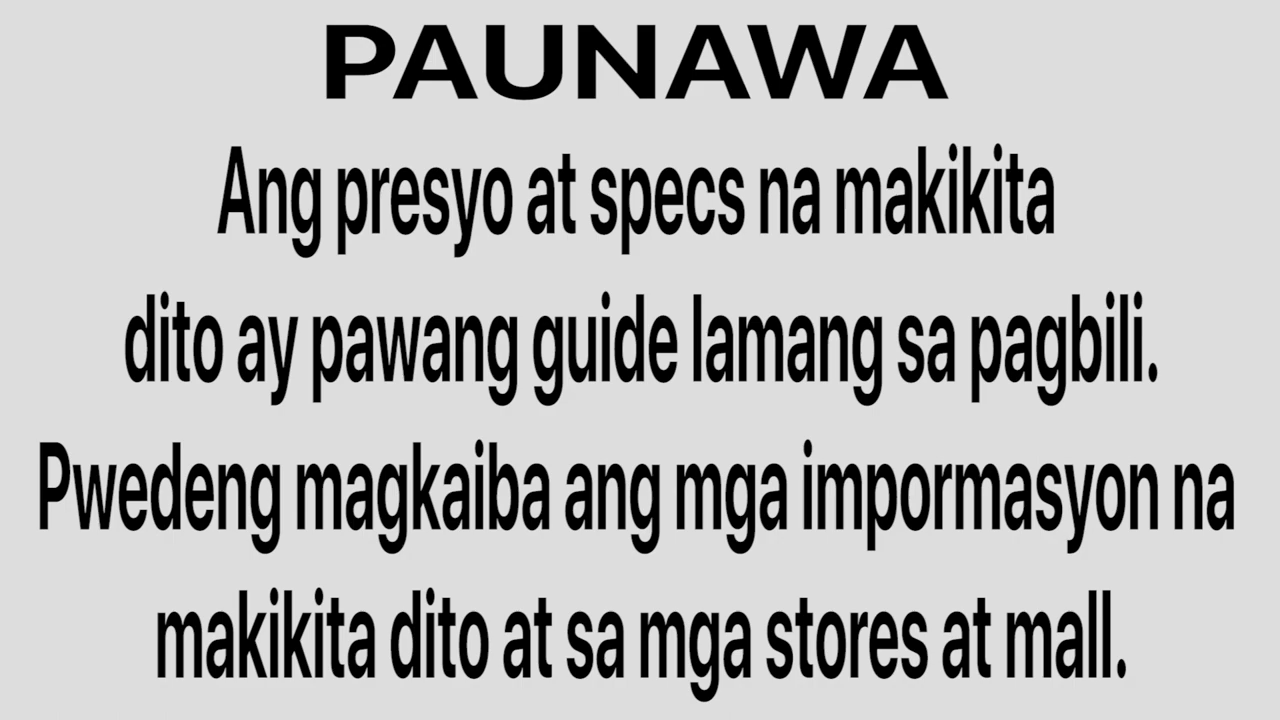 PAUNAWA
Ang presyo at specs na makikita
dito ay pawang guide lamang sa pagbili.
Pwedeng magkaiba ang mga impormasyon na
makikita dito at sa mga stores at mall.